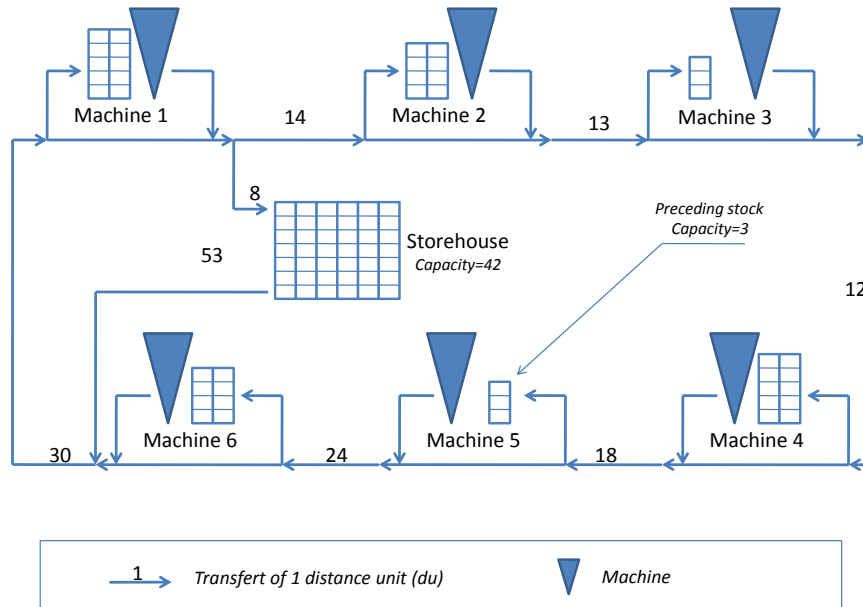 Machine 1
14
Machine 2
13
Machine 3
8
Storehouse
Capacity=42
53
Preceding stock
Capacity=3
12
Machine 6
Machine 5
Machine 4
30
24
18
1
Transfert of 1 distance unit (du)
Machine